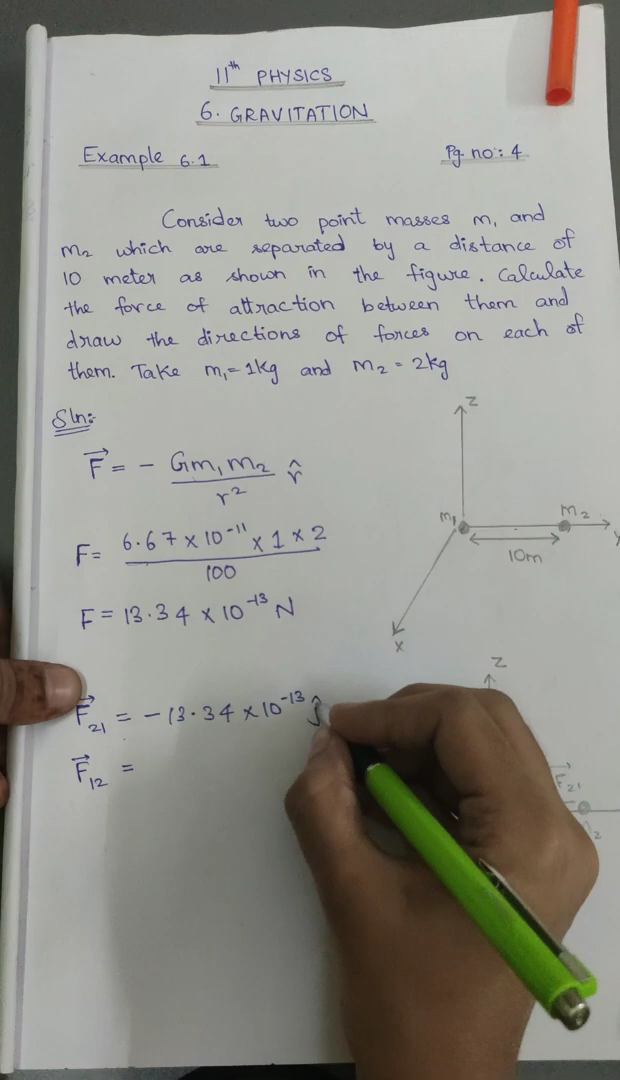 11th PHYSICS
6. GRAVITATION
Example 6.1
Pg. no: 4
Consider two point masses m₁ and
m₂ which are separated by a distance of
10 meter as shown in the figure. Calculate
the force of attraction between them and
draw the directions of forces on each of
them. Take m₁ = 1kg and m₂ = 2kg
Sln:
F⃗ = - Gm₁m₂/r² r̂
F = 6.67 × 10⁻¹¹ × 1 × 2 / 100
F = 13.34 × 10⁻¹³ N
F⃗₂₁ = -13.34 × 10⁻¹³ ĵ
F⃗₁₂ =
Z
m₁
m₂
Y
10m
X
Z
F⃗₂₁